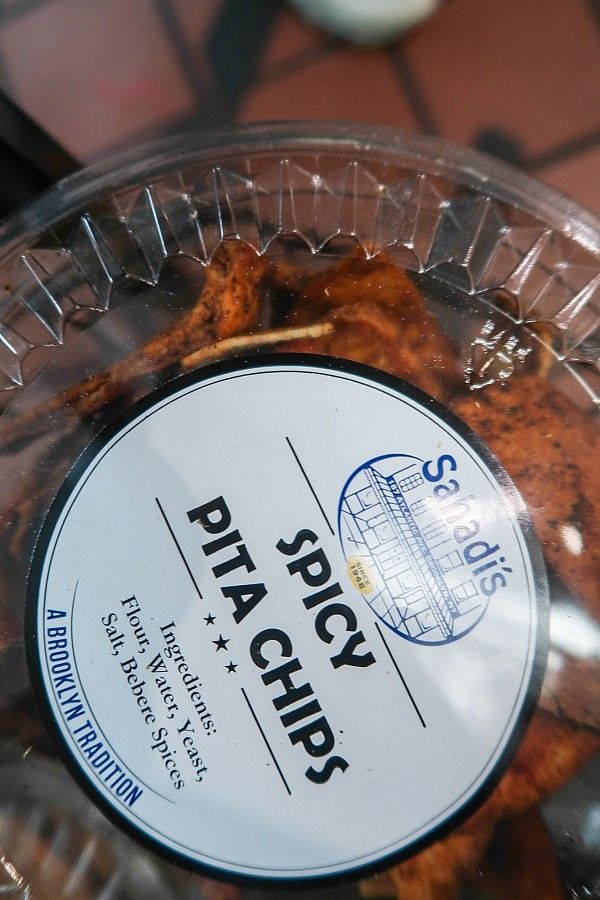 Sahadi's
SINCE
1948
SPICY
PITA CHIPS
Ingredients:
Flour, Water, Yeast,
Salt, Bebere Spices
A BROOKLYN TRADITION